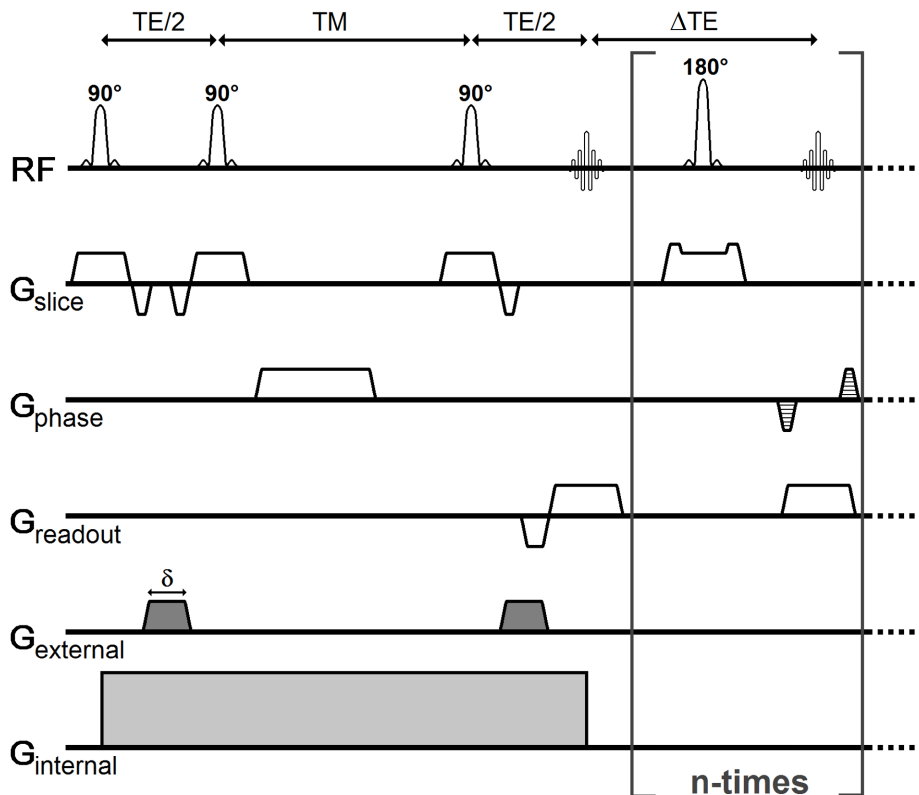 TE/2 TM TE/2 ΔTE
90° 90° 90° 180°
RF
Gslice
Gphase
Greadout
δ
Gexternal
Ginternal
n-times